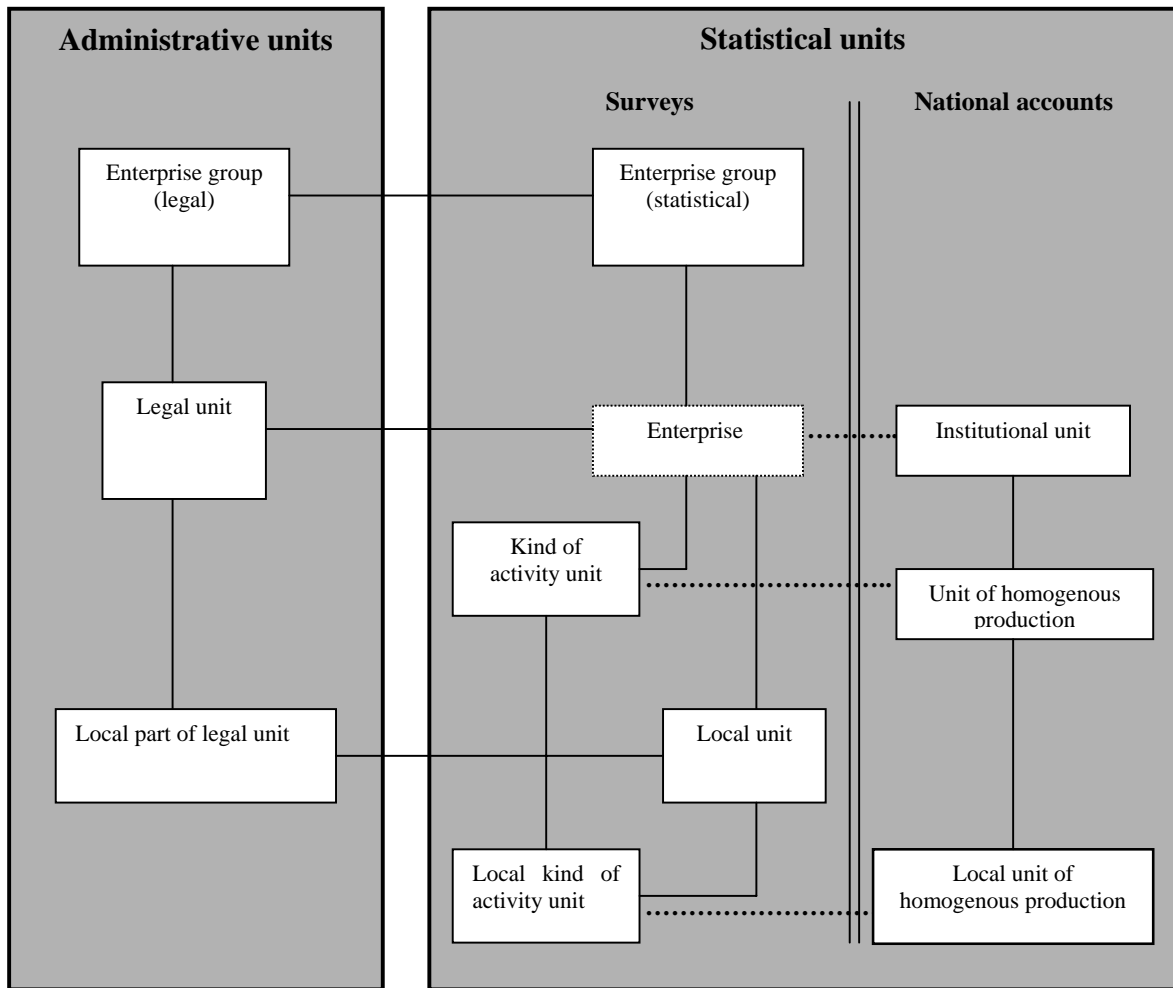 Administrative units
Statistical units
Surveys
National accounts
Enterprise group
(legal)
Enterprise group
(statistical)
Legal unit
Enterprise
Institutional unit
Kind of
activity unit
Unit of homogenous
production
Local part of legal unit
Local unit
Local kind of
activity unit
Local unit of
homogenous production